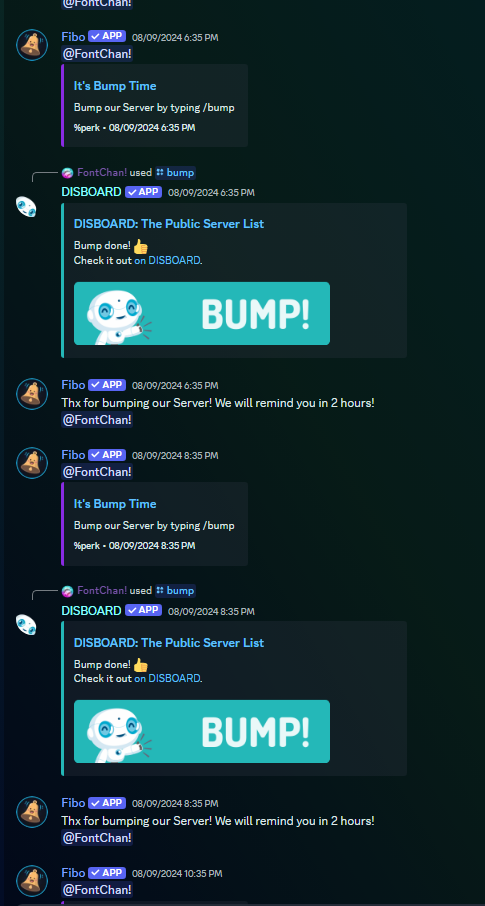 @FontChan!
Fibo ✓ APP 08/09/2024 6:35 PM
@FontChan!
It's Bump Time
Bump our Server by typing /bump
%perk • 08/09/2024 6:35 PM
FontChan! used bump
DISBOARD ✓ APP 08/09/2024 6:35 PM
DISBOARD: The Public Server List
Bump done! 👍
Check it out on DISBOARD.
BUMP!
Fibo ✓ APP 08/09/2024 6:35 PM
Thx for bumping our Server! We will remind you in 2 hours!
@FontChan!
Fibo ✓ APP 08/09/2024 8:35 PM
@FontChan!
It's Bump Time
Bump our Server by typing /bump
%perk • 08/09/2024 8:35 PM
FontChan! used bump
DISBOARD ✓ APP 08/09/2024 8:35 PM
DISBOARD: The Public Server List
Bump done! 👍
Check it out on DISBOARD.
BUMP!
Fibo ✓ APP 08/09/2024 8:35 PM
Thx for bumping our Server! We will remind you in 2 hours!
@FontChan!
Fibo ✓ APP 08/09/2024 10:35 PM
@FontChan!